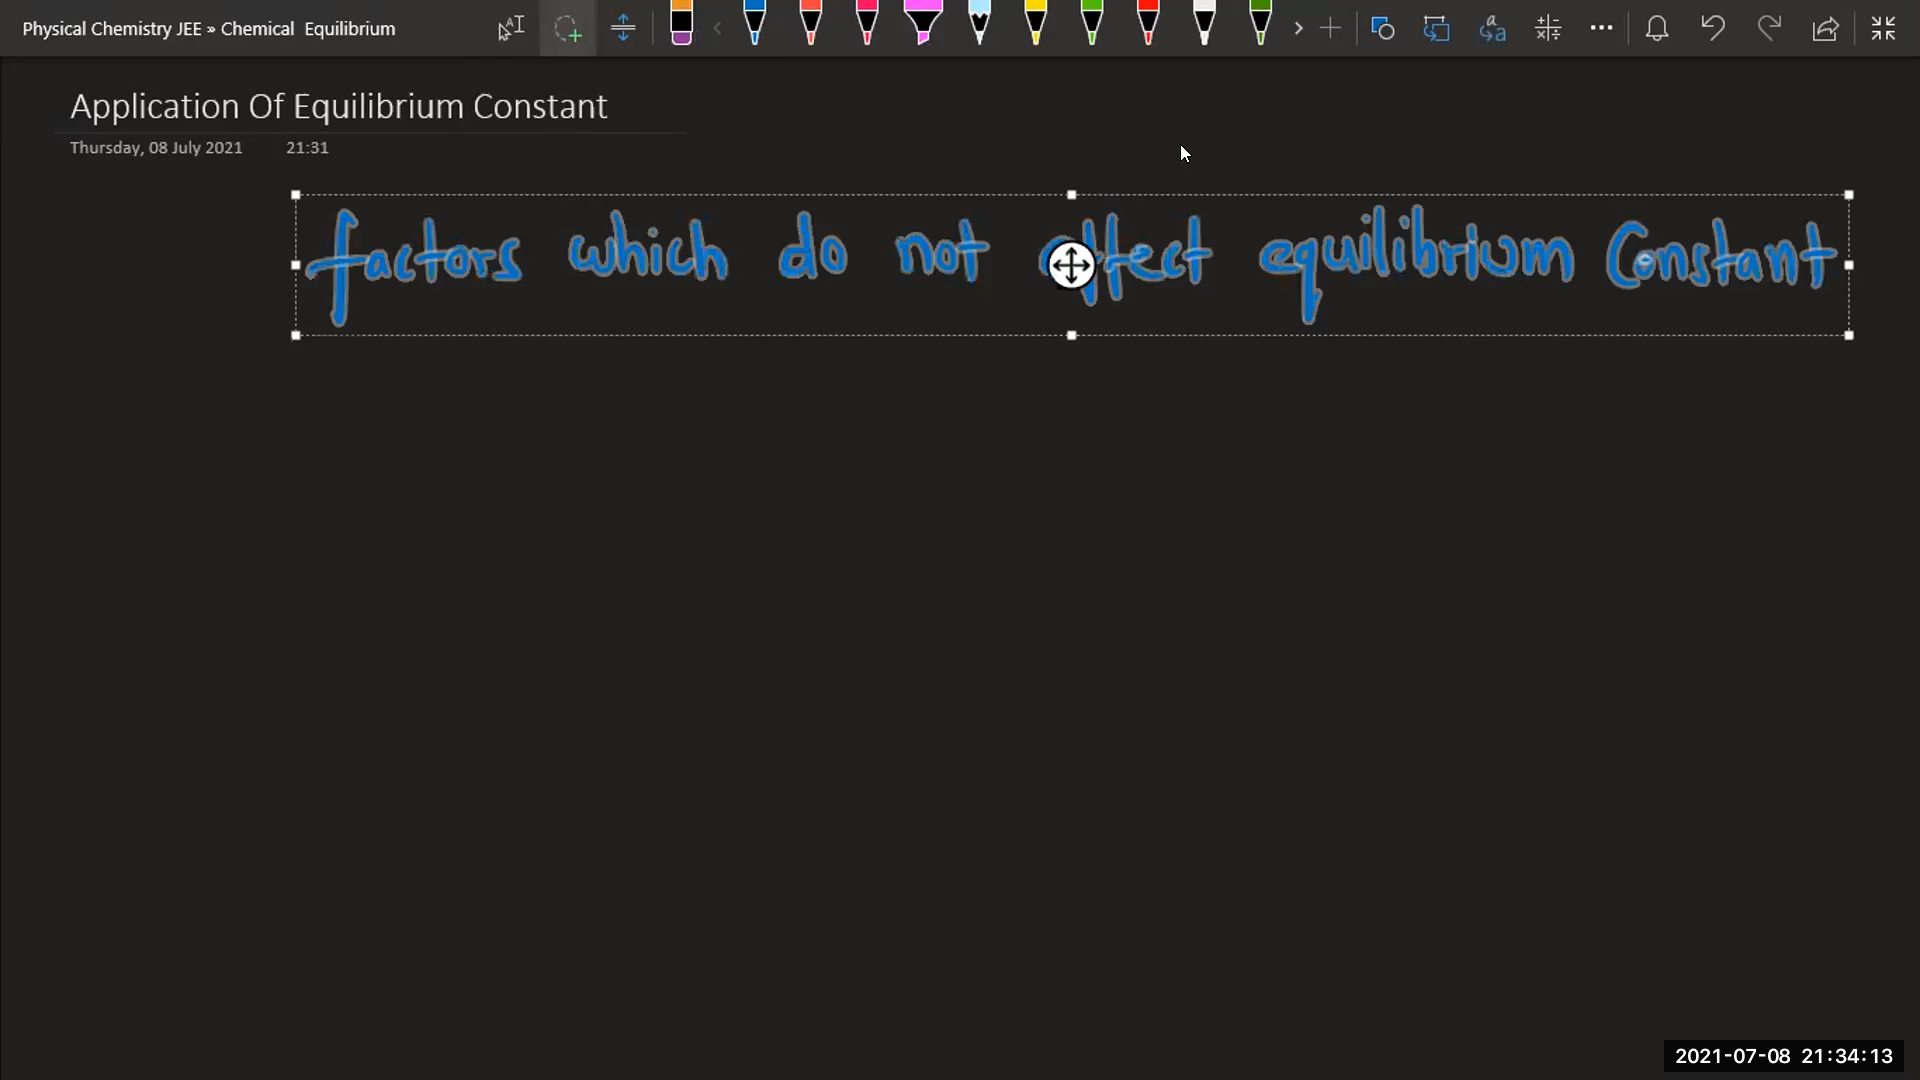 Physical Chemistry JEE » Chemical Equilibrium
Application Of Equilibrium Constant
Thursday, 08 July 2021 21:31
factors which do not equilibrium Constant
2021-07-08 21:34:13